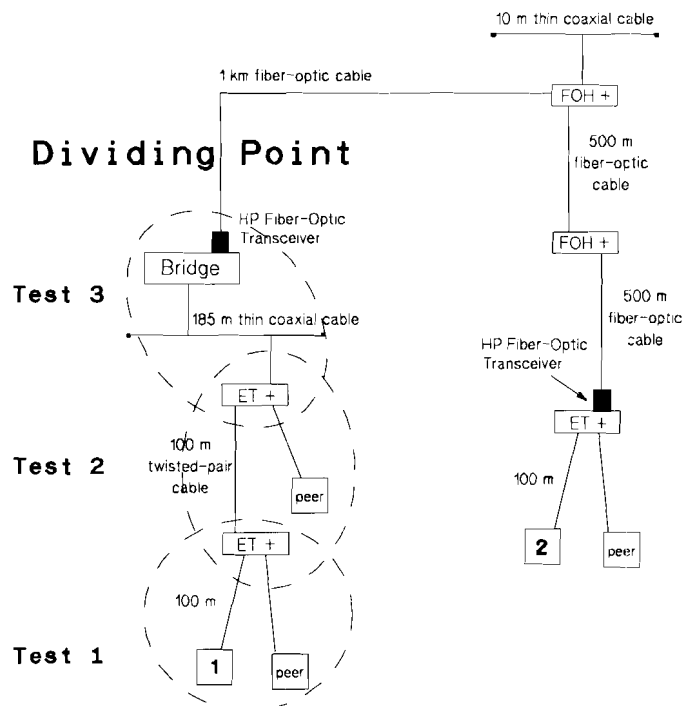 10 m thin coaxial cable
1 km fiber-optic cable
FOH +
Dividing Point
500 m
fiber-optic
cable
HP Fiber-Optic
Transceiver
FOH +
Bridge
Test 3
185 m thin coaxial cable
500 m
fiber-optic
cable
HP Fiber-Optic
Transceiver
ET +
ET +
100 m
twisted-pair
cable
Test 2
peer
100 m
ET +
2
peer
100 m
Test 1
1
peer